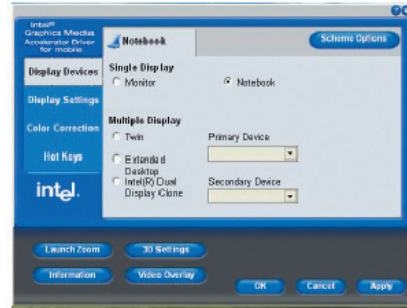 Intel®
Graphics Media
Accelerator Driver
for mobile
Notebook
Scheme Options
Display Devices
Single Display
Monitor
Notebook
Display Settings
Multiple Display
Color Correction
Twin
Primary Device
Hot Keys
Extended
Desktop
Intel(R) Dual
Display Clone
Secondary Device
intel.
Launch Zoom
3D Settings
Information
Video Overlay
OK
Cancel
Apply